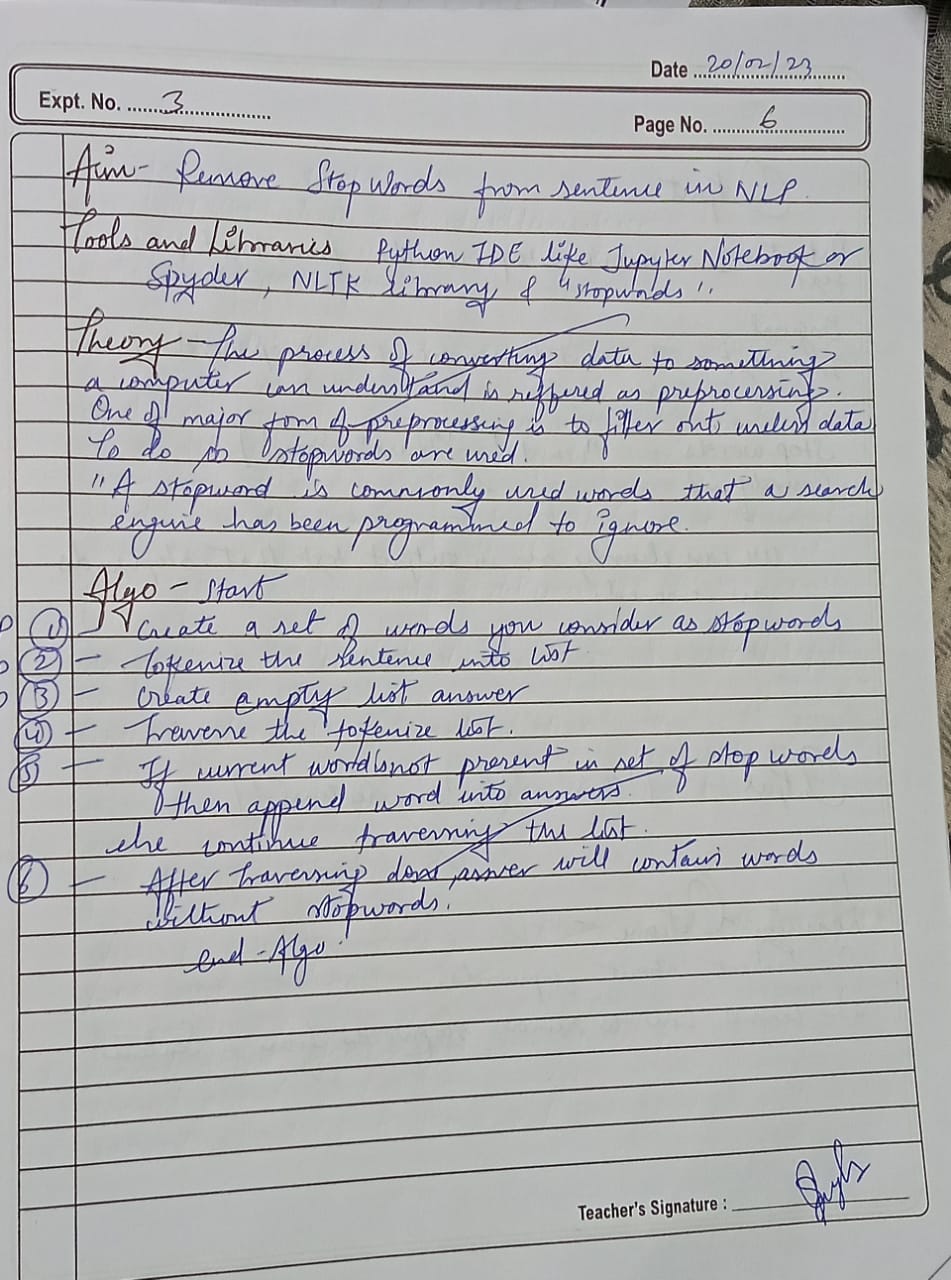 Date 20/02/23
Expt. No. 3
Page No. 6
Aim- Remove Stop Words from sentence in NLP.
Tools and Libraries Python IDE like Jupyter Notebook or
Spyder, NLTK library & "stopwords".
Theory - The process of converting data to something
a computer can understand is reffered as preprocessing.
One of major form of preprocessing is to filter out useless data
To do so stopwords are used.
"A stopword is commonly used words that a search
engine has been programmed to ignore.
Algo - Start
1) Create a set of words you consider as stopwords
2) - Tokenize the sentence into list
3) - Create empty list answer
4) - Traverse the tokenize list.
5) - If current word is not present in set of stop words
then append word into answers.
else continue traversing the list.
6) - After traversing done, answer will contain words
without stopwords.
end-Algo.
Teacher's Signature :